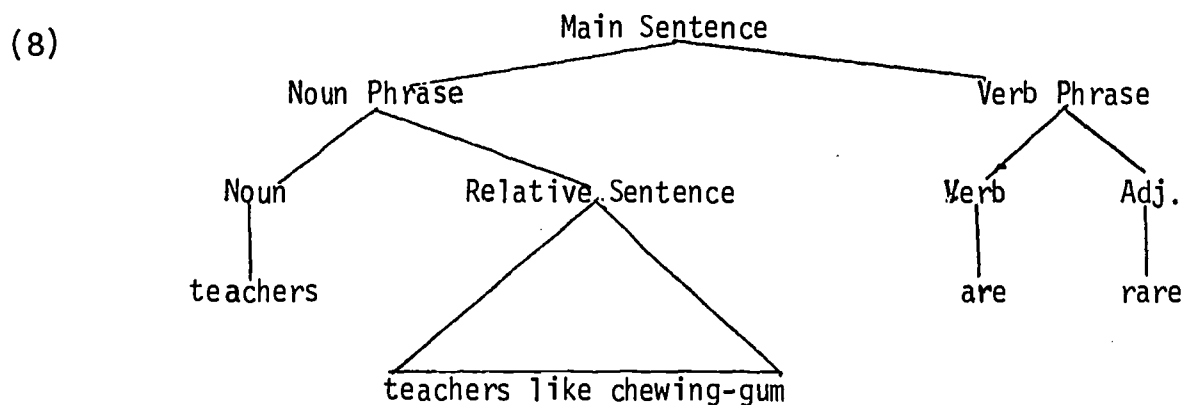 (8)
Main Sentence
Noun Phrase Verb Phrase
Noun Relative Sentence Verb Adj.
teachers are rare
teachers like chewing-gum